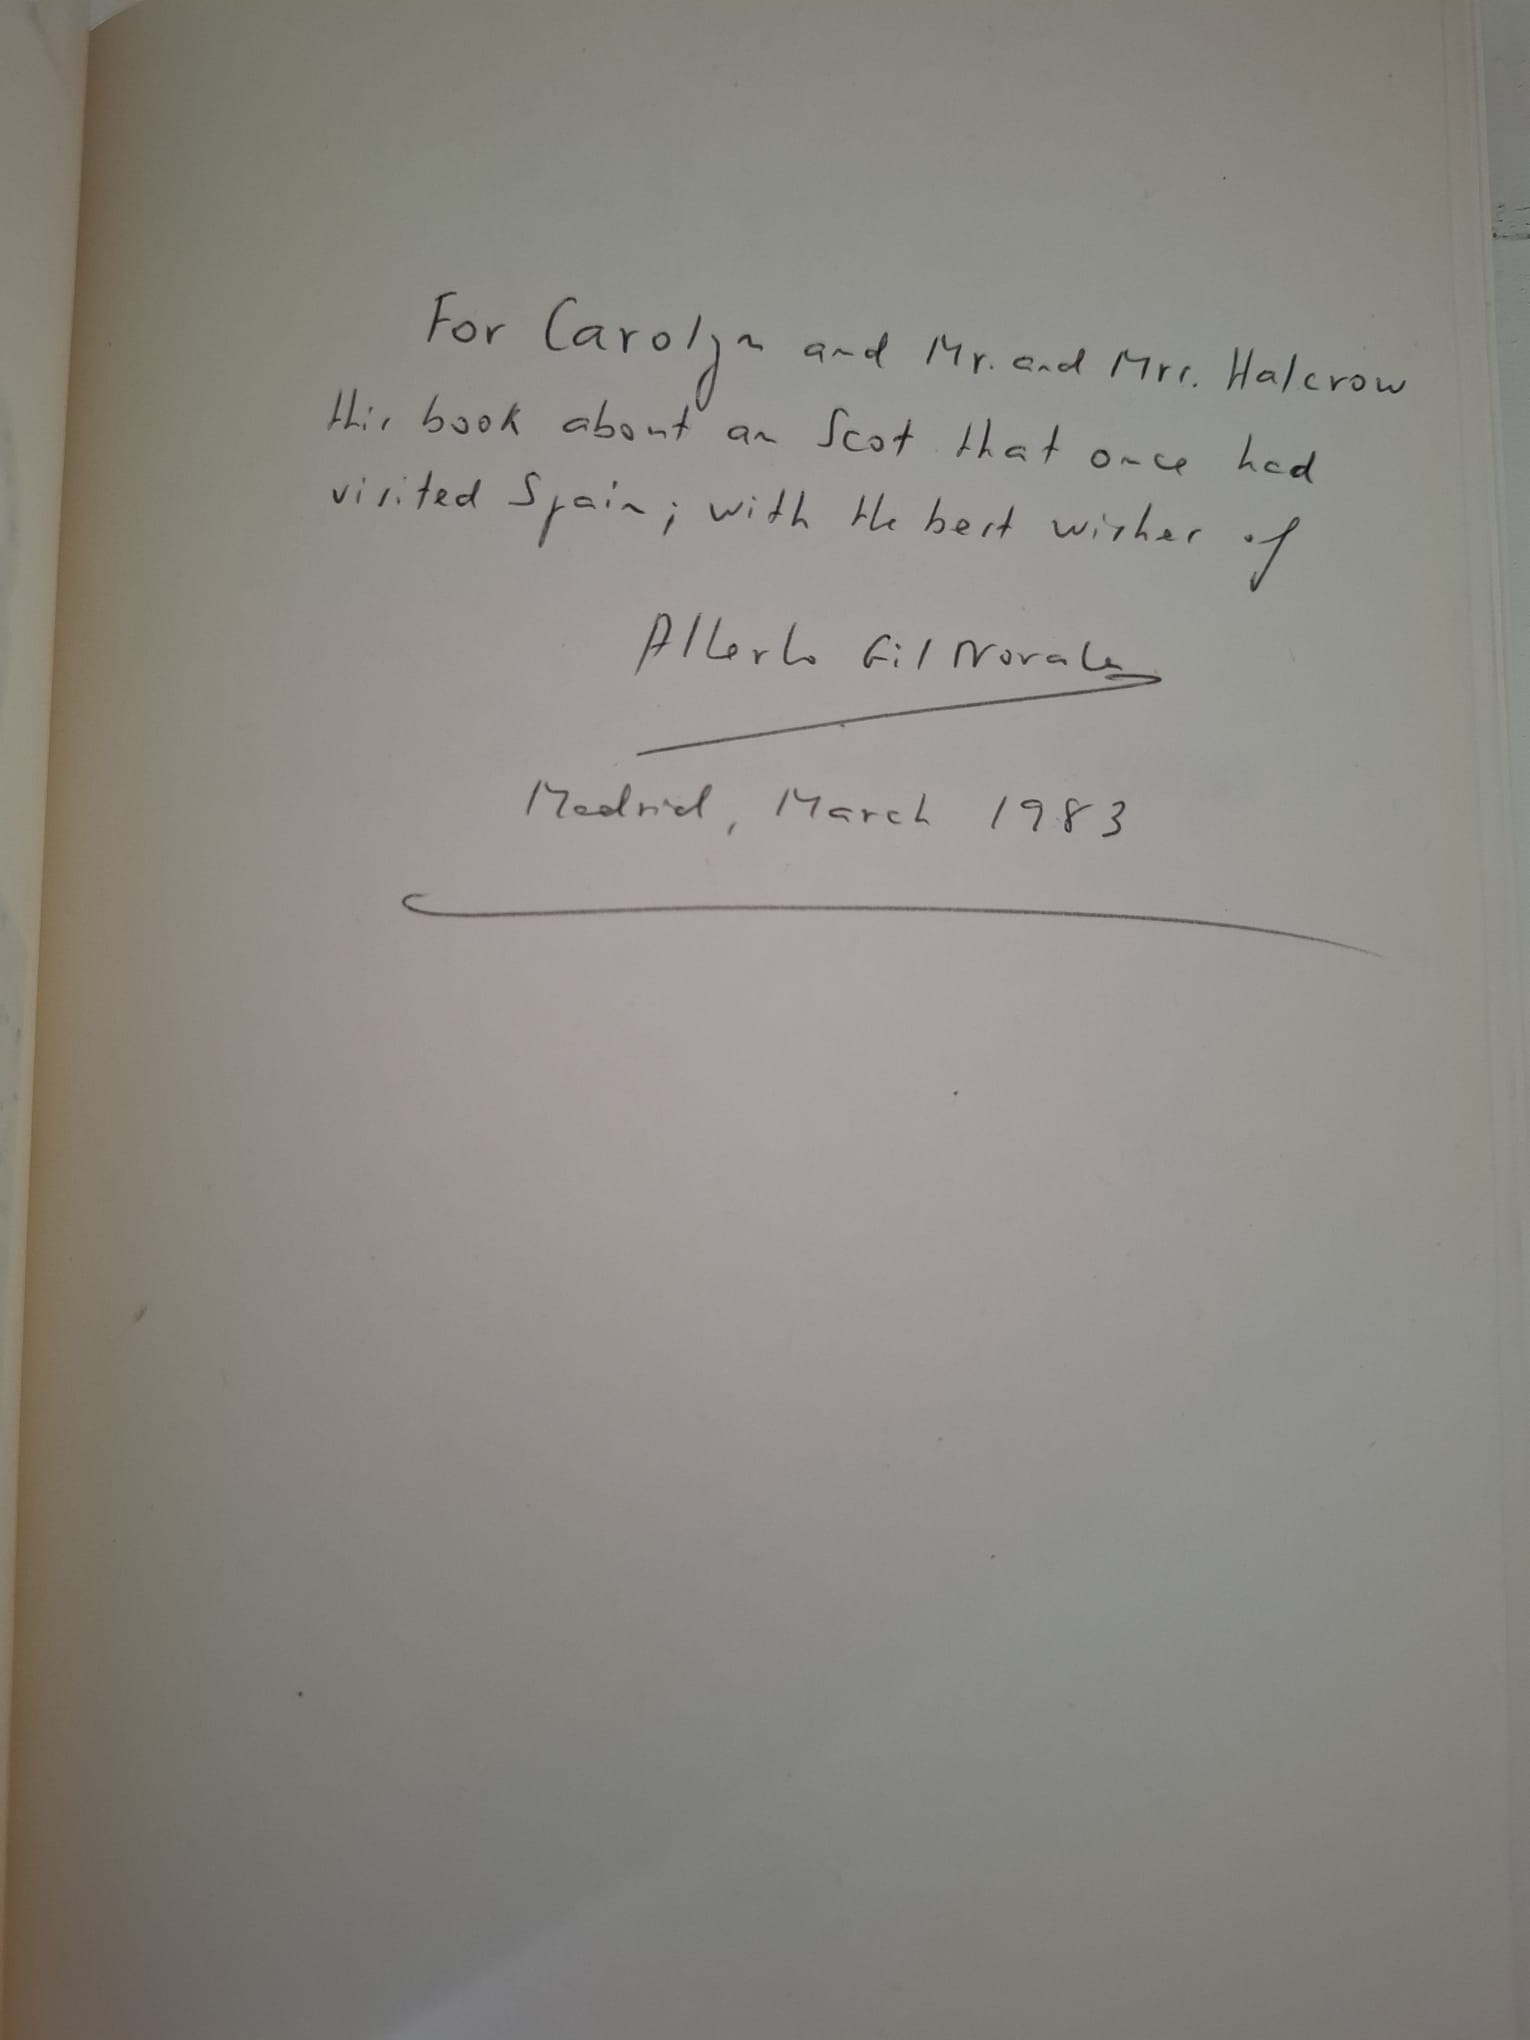 For Carolyn and Mr. and Mrs. Halcrow
this book about an Scot that once had
visited Spain; with the best wishes of
Alberto Gil Novales
Madrid, March 1983